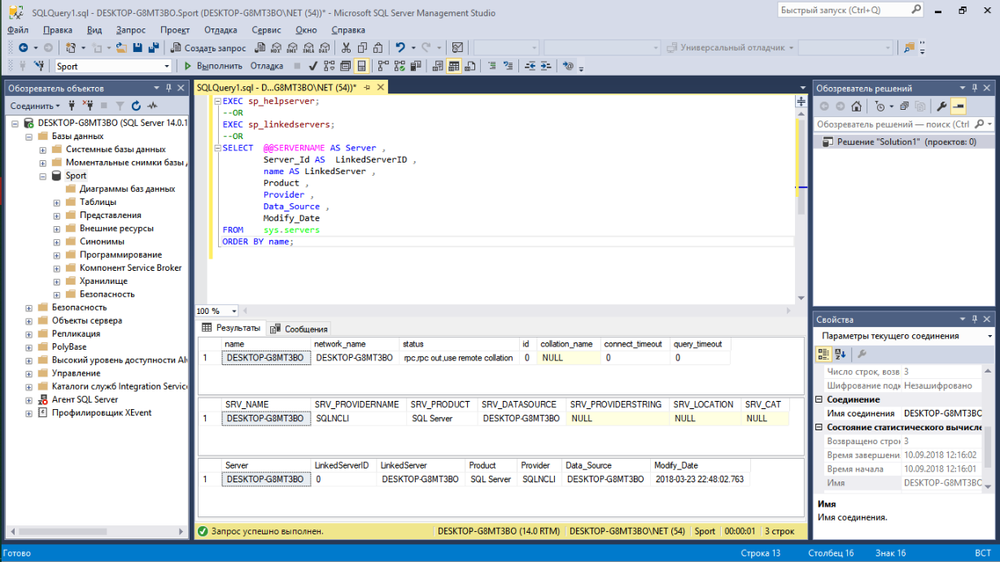 SQLQuery1.sql - DESKTOP-G8MT3BO.Sport (DESKTOP-G8MT3BO\NET (54))* - Microsoft SQL Server Management Studio
Быстрый запуск (Ctrl+Q)
Файл Правка Вид Запрос Проект Отладка Сервис Окно Справка
Создать запрос
Универсальный отладчик
Sport
Выполнить Отладка
Обозреватель объектов
Соединить
DESKTOP-G8MT3BO (SQL Server 14.0.1
Базы данных
Системные базы данных
Моментальные снимки базы
Sport
Диаграммы баз данных
Таблицы
Представления
Внешние ресурсы
Синонимы
Программирование
Компонент Service Broker
Хранилище
Безопасность
Безопасность
Объекты сервера
Репликация
PolyBase
Высокий уровень доступности Al
Управление
Каталоги служб Integration Service
Агент SQL Server
Профилировщик XEvent
SQLQuery1.sql - D...G8MT3BO\NET (54))*
EXEC sp_helpserver;
--OR
EXEC sp_linkedservers;
--OR
SELECT @@SERVERNAME AS Server ,
Server_Id AS LinkedServerID ,
name AS LinkedServer ,
Product ,
Provider ,
Data_Source ,
Modify_Date
FROM sys.servers
ORDER BY name;
100 %
Результаты Сообщения
name network_name status id collation_name connect_timeout query_timeout
1 DESKTOP-G8MT3BO DESKTOP-G8MT3BO rpc,rpc out,use remote collation 0 NULL 0 0
SRV_NAME SRV_PROVIDERNAME SRV_PRODUCT SRV_DATASOURCE SRV_PROVIDERSTRING SRV_LOCATION SRV_CAT
1 DESKTOP-G8MT3BO SQLNCLI SQL Server DESKTOP-G8MT3BO NULL NULL NULL
Server LinkedServerID LinkedServer Product Provider Data_Source Modify_Date
1 DESKTOP-G8MT3BO 0 DESKTOP-G8MT3BO SQL Server SQLNCLI DESKTOP-G8MT3BO 2018-03-23 22:48:02.763
Запрос успешно выполнен.
DESKTOP-G8MT3BO (14.0 RTM) DESKTOP-G8MT3BO\NET (54) Sport 00:00:01 3 строк
Обозреватель решений
Обозреватель решений — поиск (Ctrl
Решение "Solution1" (проектов: 0)
Свойства
Параметры текущего соединения
Число строк, возв 3
Шифрование подк Незашифровано
Соединение
Имя соединения DESKTOP-G8MT3BO
Состояние статистического вычисле
Возвращено строк 3
Время завершени 10.09.2018 12:16:02
Время начала 10.09.2018 12:16:01
Имя DESKTOP-G8MT3BO
Имя
Имя соединения.
Готово
Строка 13 Столбец 16 Знак 16 ВСТ